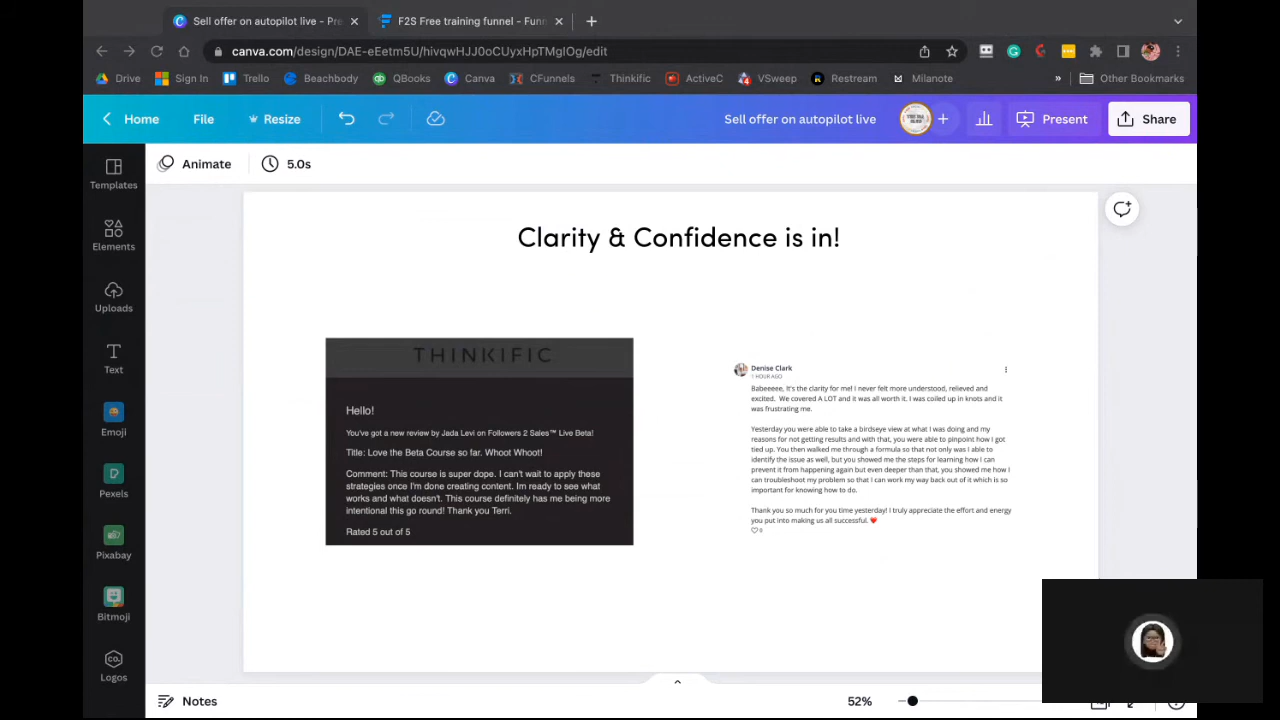 Sell offer on autopilot - Pre
F2S Free training funnel - Funn
canva.com/design/DAE-eEetm5U/hivqwHJJ0oCUyxHpTMgIOg/edit
Drive
Sign In
Trello
Beachbody
QBooks
Canva
CFunnels
Thinkific
ActiveC
VSweep
Restream
Milanote
»
Other Bookmarks
Home
File
Resize
Sell offer on autopilot live
Present
Share
Animate
5.0s
Templates
Elements
Uploads
Text
Emoji
Pexels
Pixabay
Bitmoji
CO.
Logos
Clarity & Confidence is in!
THINKIFIC
Hello!
You've got a new review by Jada Levi on Followers 2 Sales™ Live Beta!
Title: Love the Beta Course so far. Whoot Whoot!
Comment: This course is super dope. I can't wait to apply these
strategies once I'm done creating content. Im ready to see what
works and what doesn't. This course definitely has me being more
intentional this go round! Thank you Terri.
Rated 5 out of 5
Denise Clark
1 HOUR AGO
Babeeeee, It's the clarity for me! I never felt more understood, relieved and
excited. We covered A LOT and it was all worth it. I was coiled up in knots and it
was frustrating me.
Yesterday you were able to take a birdseye view at what I was doing and my
reasons for not getting results and with that, you were able to pinpoint how I got
tied up. You then walked me through a formula so that not only was I able to
identify the issue as well, but you showed me the steps for learning how I can
prevent it from happening again but even deeper than that, you showed me how I
can troubleshoot my problem so that I can work my way back out of it which is so
important for knowing how to do.
Thank you so much for you time yesterday! I truly appreciate the effort and energy
you put into making us all successful. ❤️
0
Notes
52%